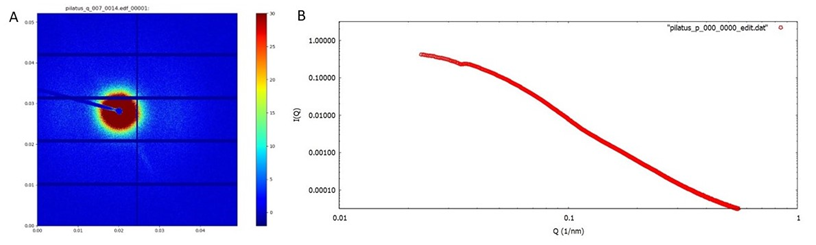 A
pilatus_q_007_0014.edf_00001:
0.05
0.04
0.03
0.02
0.01
0.00
0.00 0.01 0.02 0.03 0.04
30
25
20
15
10
5
0
B
"pilatus_p_000_0000_edit.dat"
1.00000
0.10000
0.01000
0.00100
0.00010
I(Q)
0.01 0.1 1
Q (1/nm)